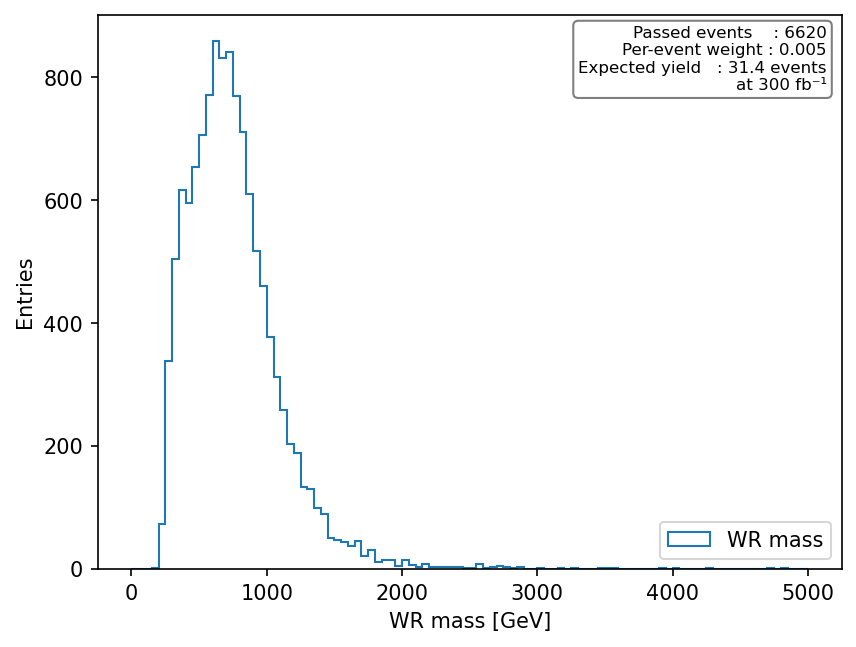 Passed events    : 6620
Per-event weight : 0.005
Expected yield   : 31.4 events
at 300 fb⁻¹
800
600
400
200
0
Entries
WR mass
0 1000 2000 3000 4000 5000
WR mass [GeV]